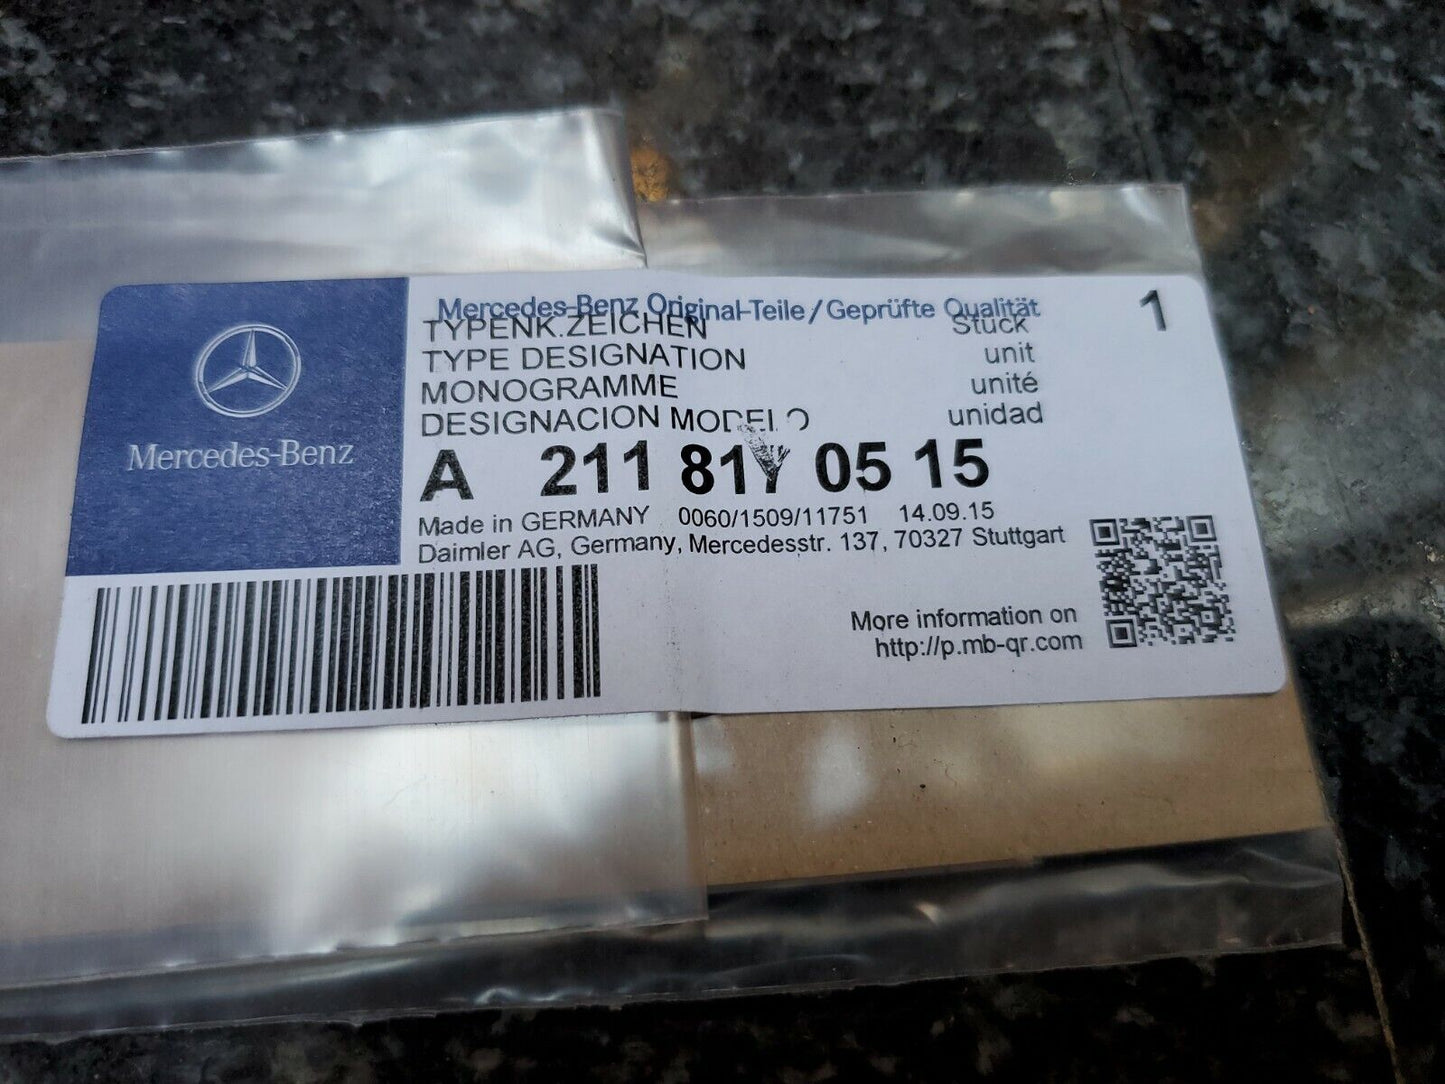 Mercedes-Benz
Mercedes-Benz Original-Teile/Geprüfte Qualität
1
TYPENK.ZEICHEN Stück
TYPE DESIGNATION unit
MONOGRAMME unité
DESIGNACION MODELO unidad
A 211 81 05 15
Made in GERMANY 0060/1509/11751 14.09.15
Daimler AG, Germany, Mercedesstr. 137, 70327 Stuttgart
More information on
http://p.mb-qr.com